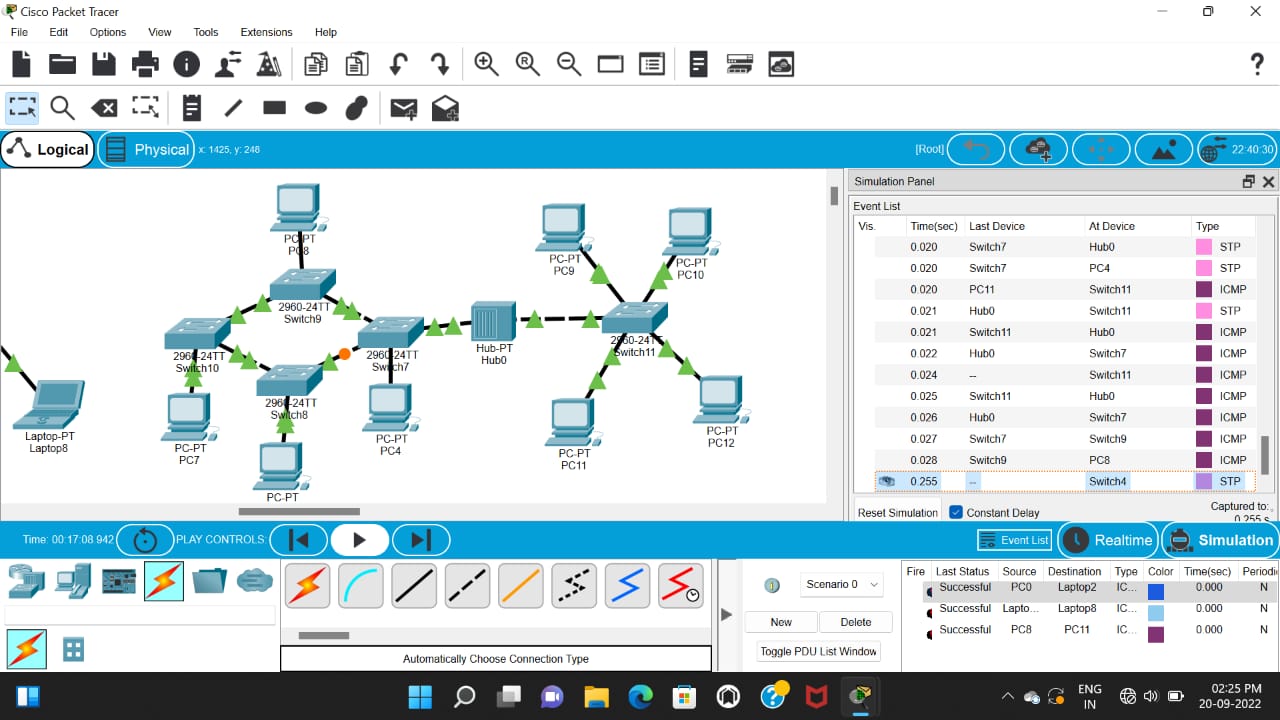 Cisco Packet Tracer
File Edit Options View Tools Extensions Help
Logical Physical x: 1425, y: 248 [Root] 22:40:30
PC-PT
PC8
2960-24TT
Switch9
2960-24TT
Switch10
2960-24TT
Switch8
2960-24TT
Switch7
PC-PT
PC7
PC-PT
PC-PT
PC4
Laptop-PT
Laptop8
Hub-PT
Hub0
PC-PT
PC9
PC-PT
PC10
2960-24TT
Switch11
PC-PT
PC11
PC-PT
PC12
Simulation Panel
Event List
Vis. Time(sec) Last Device At Device Type
0.020 Switch7 Hub0 STP
0.020 Switch7 PC4 STP
0.020 PC11 Switch11 ICMP
0.021 Hub0 Switch11 STP
0.021 Switch11 Hub0 ICMP
0.022 Hub0 Switch7 ICMP
0.024 -- Switch11 ICMP
0.025 Switch11 Hub0 ICMP
0.026 Hub0 Switch7 ICMP
0.027 Switch7 Switch9 ICMP
0.028 Switch9 PC8 ICMP
0.255 -- Switch4 STP
Reset Simulation Constant Delay Captured to:
0.255 s
Time: 00:17:08.942 PLAY CONTROLS: Event List Realtime Simulation
Scenario 0
New Delete
Toggle PDU List Window
Automatically Choose Connection Type
Fire Last Status Source Destination Type Color Time(sec) Periodi
Successful PC0 Laptop2 IC... 0.000 N
Successful Lapto... Laptop8 IC... 0.000 N
Successful PC8 PC11 IC... 0.000 N
ENG
IN
02:25 PM
20-09-2022